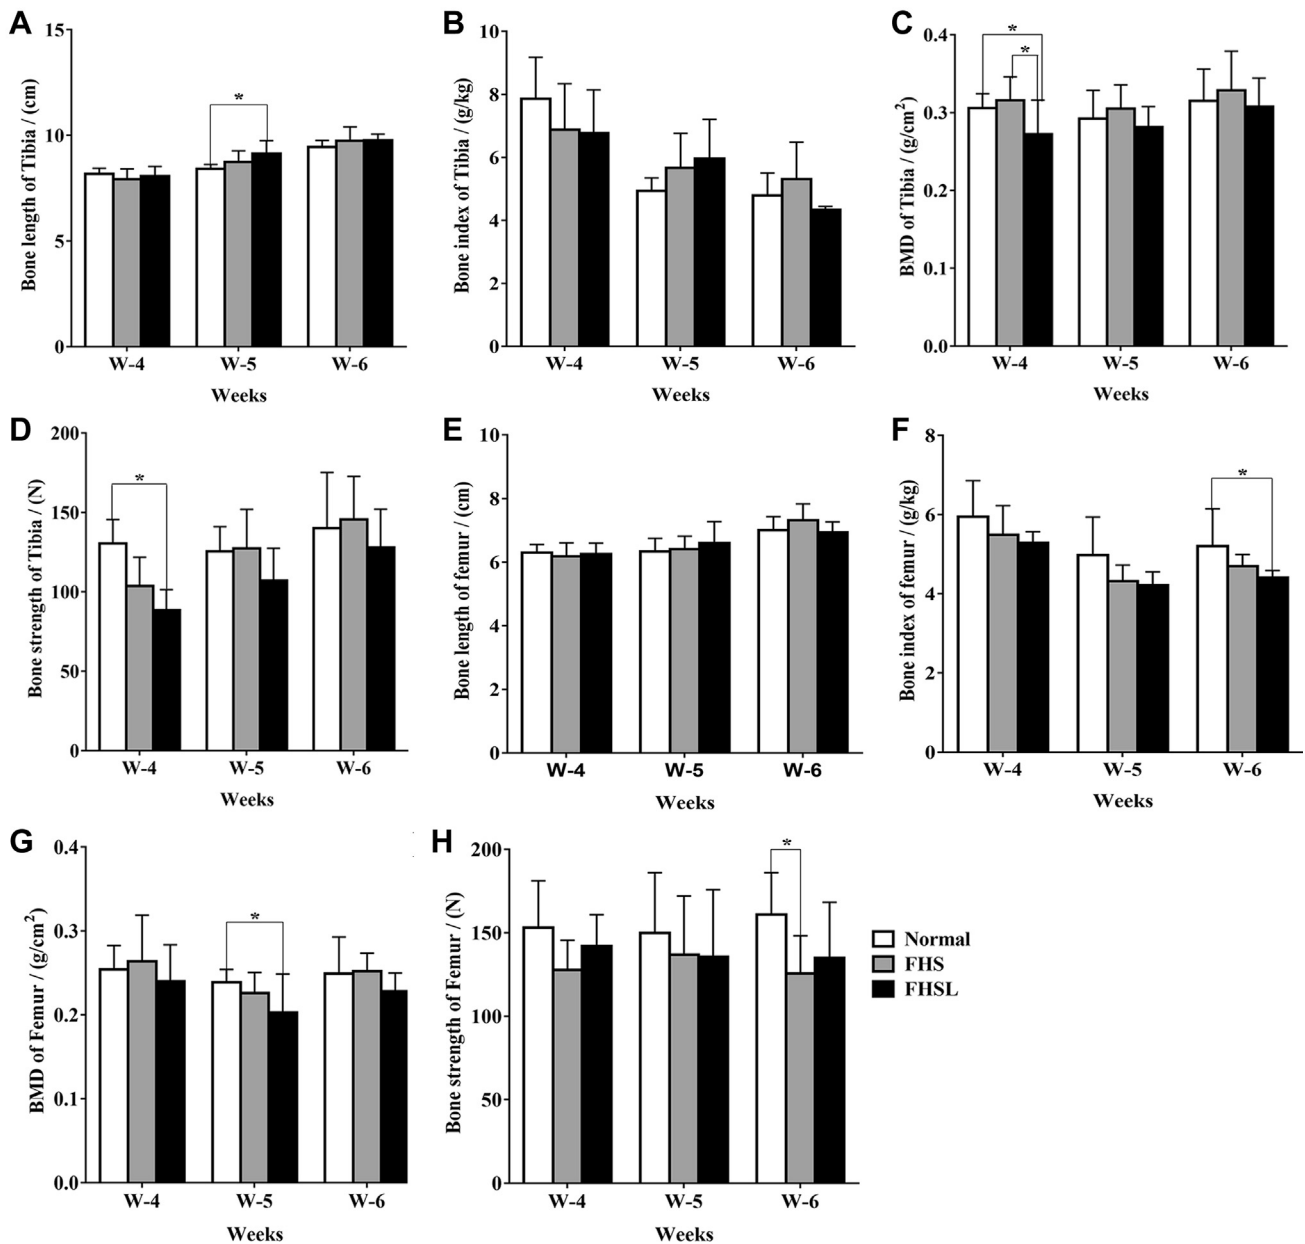 A
Bone length of Tibia / (cm)
15
10
5
0
*
W-4 W-5 W-6
Weeks
B
Bone index of Tibia / (g/kg)
10
8
6
4
2
0
W-4 W-5 W-6
Weeks
C
BMD of Tibia / (g/cm²)
0.4
0.3
0.2
0.1
0.0
*
*
W-4 W-5 W-6
Weeks
D
Bone strength of Tibia / (N)
200
150
100
50
0
*
W-4 W-5 W-6
Weeks
E
Bone length of femur / (cm)
10
8
6
4
2
0
W-4 W-5 W-6
Weeks
F
Bone index of femur / (g/kg)
8
6
4
2
0
*
W-4 W-5 W-6
Weeks
G
BMD of Femur / (g/cm²)
0.4
0.3
0.2
0.1
0.0
*
W-4 W-5 W-6
Weeks
H
Bone strength of Femur / (N)
200
150
100
50
0
*
W-4 W-5 W-6
Weeks
Normal
FHS
FHSL